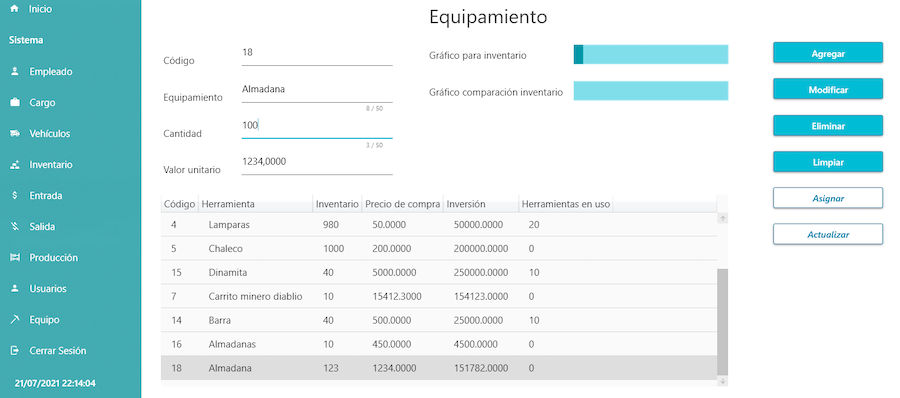 Inicio
Sistema
Empleado
Cargo
Vehículos
Inventario
Entrada
Salida
Producción
Usuarios
Equipo
Cerrar Sesión
21/07/2021 22:14:04
Equipamiento
Código 18
Equipamiento Almadana
8 / 50
Cantidad 100
3 / 50
Valor unitario 1234,0000
Gráfico para inventario
Gráfico comparación inventario
Agregar
Modificar
Eliminar
Limpiar
Asignar
Actualizar
Código Herramienta Inventario Precio de compra Inversión Herramientas en uso
4 Lamparas 980 50.0000 50000.0000 20
5 Chaleco 1000 200.0000 200000.0000 0
15 Dinamita 40 5000.0000 250000.0000 10
7 Carrito minero diablio 10 15412.3000 154123.0000 0
14 Barra 40 500.0000 25000.0000 10
16 Almadanas 10 450.0000 4500.0000 0
18 Almadana 123 1234.0000 151782.0000 0